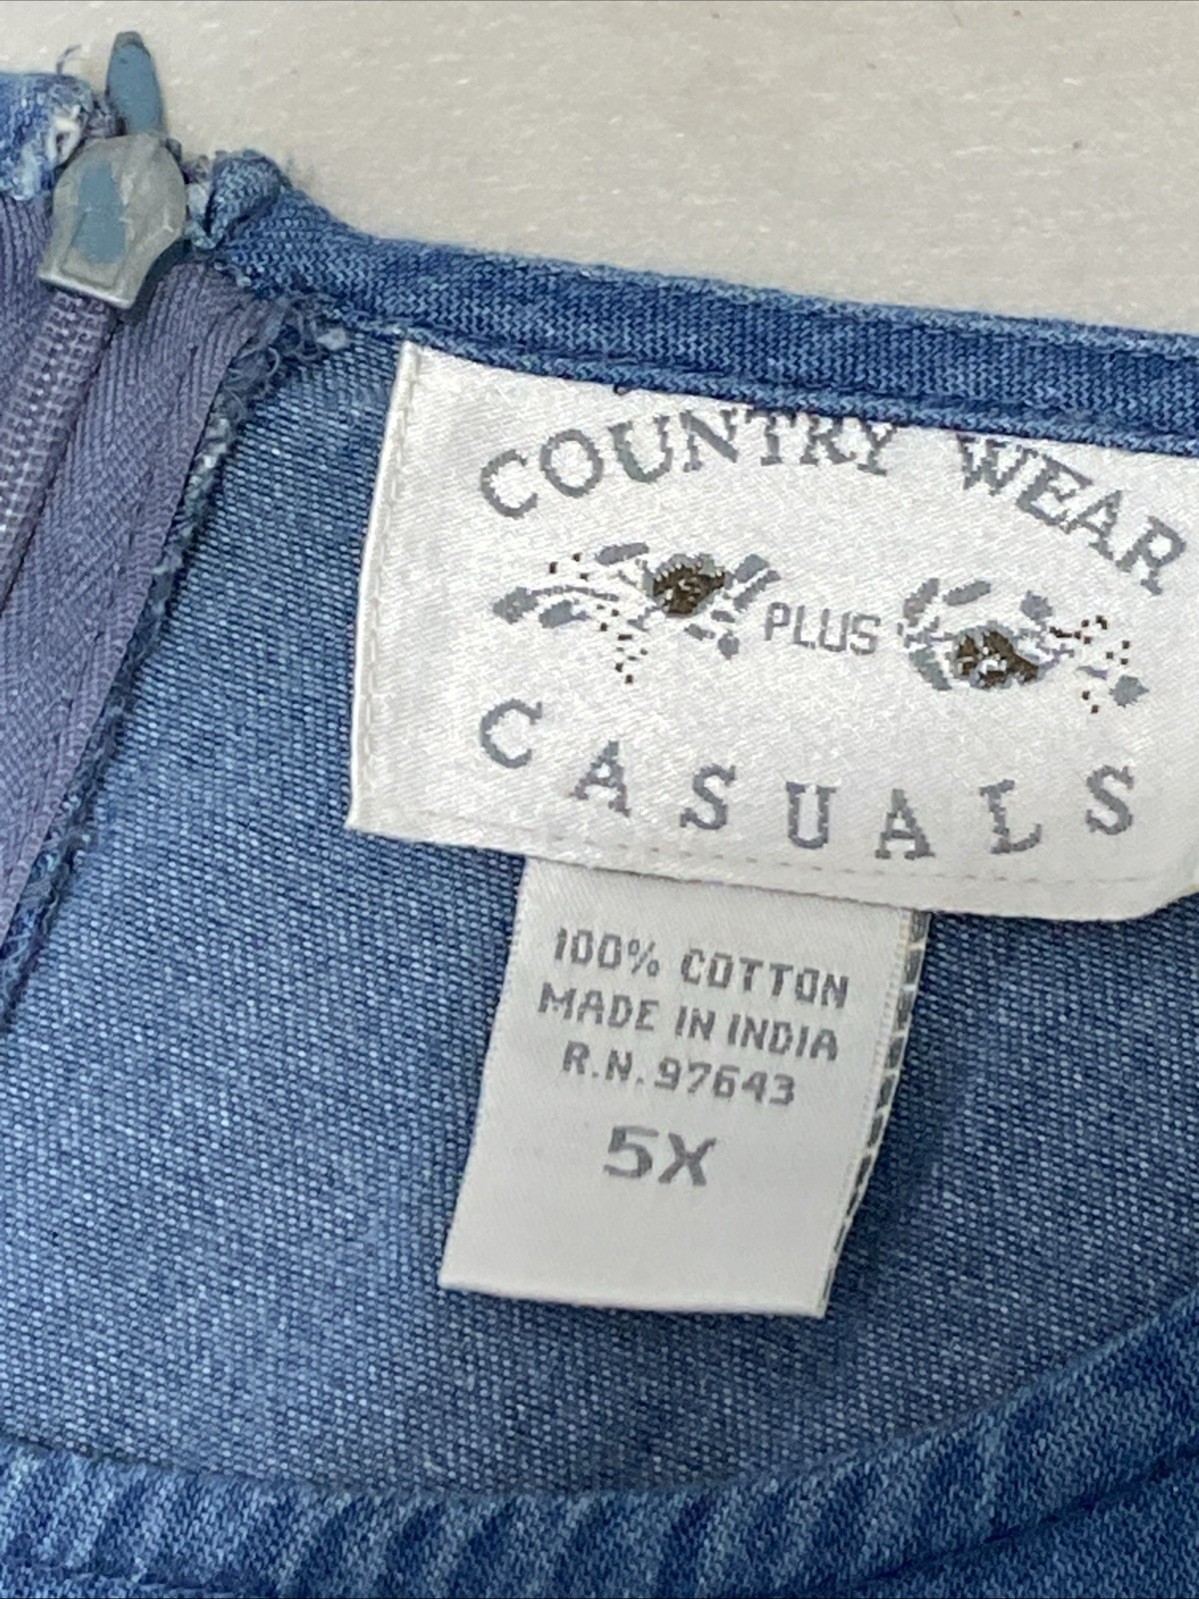 COUNTRY WEAR
PLUS
CASUALS
100% COTTON
MADE IN INDIA
R.N. 97643
5X